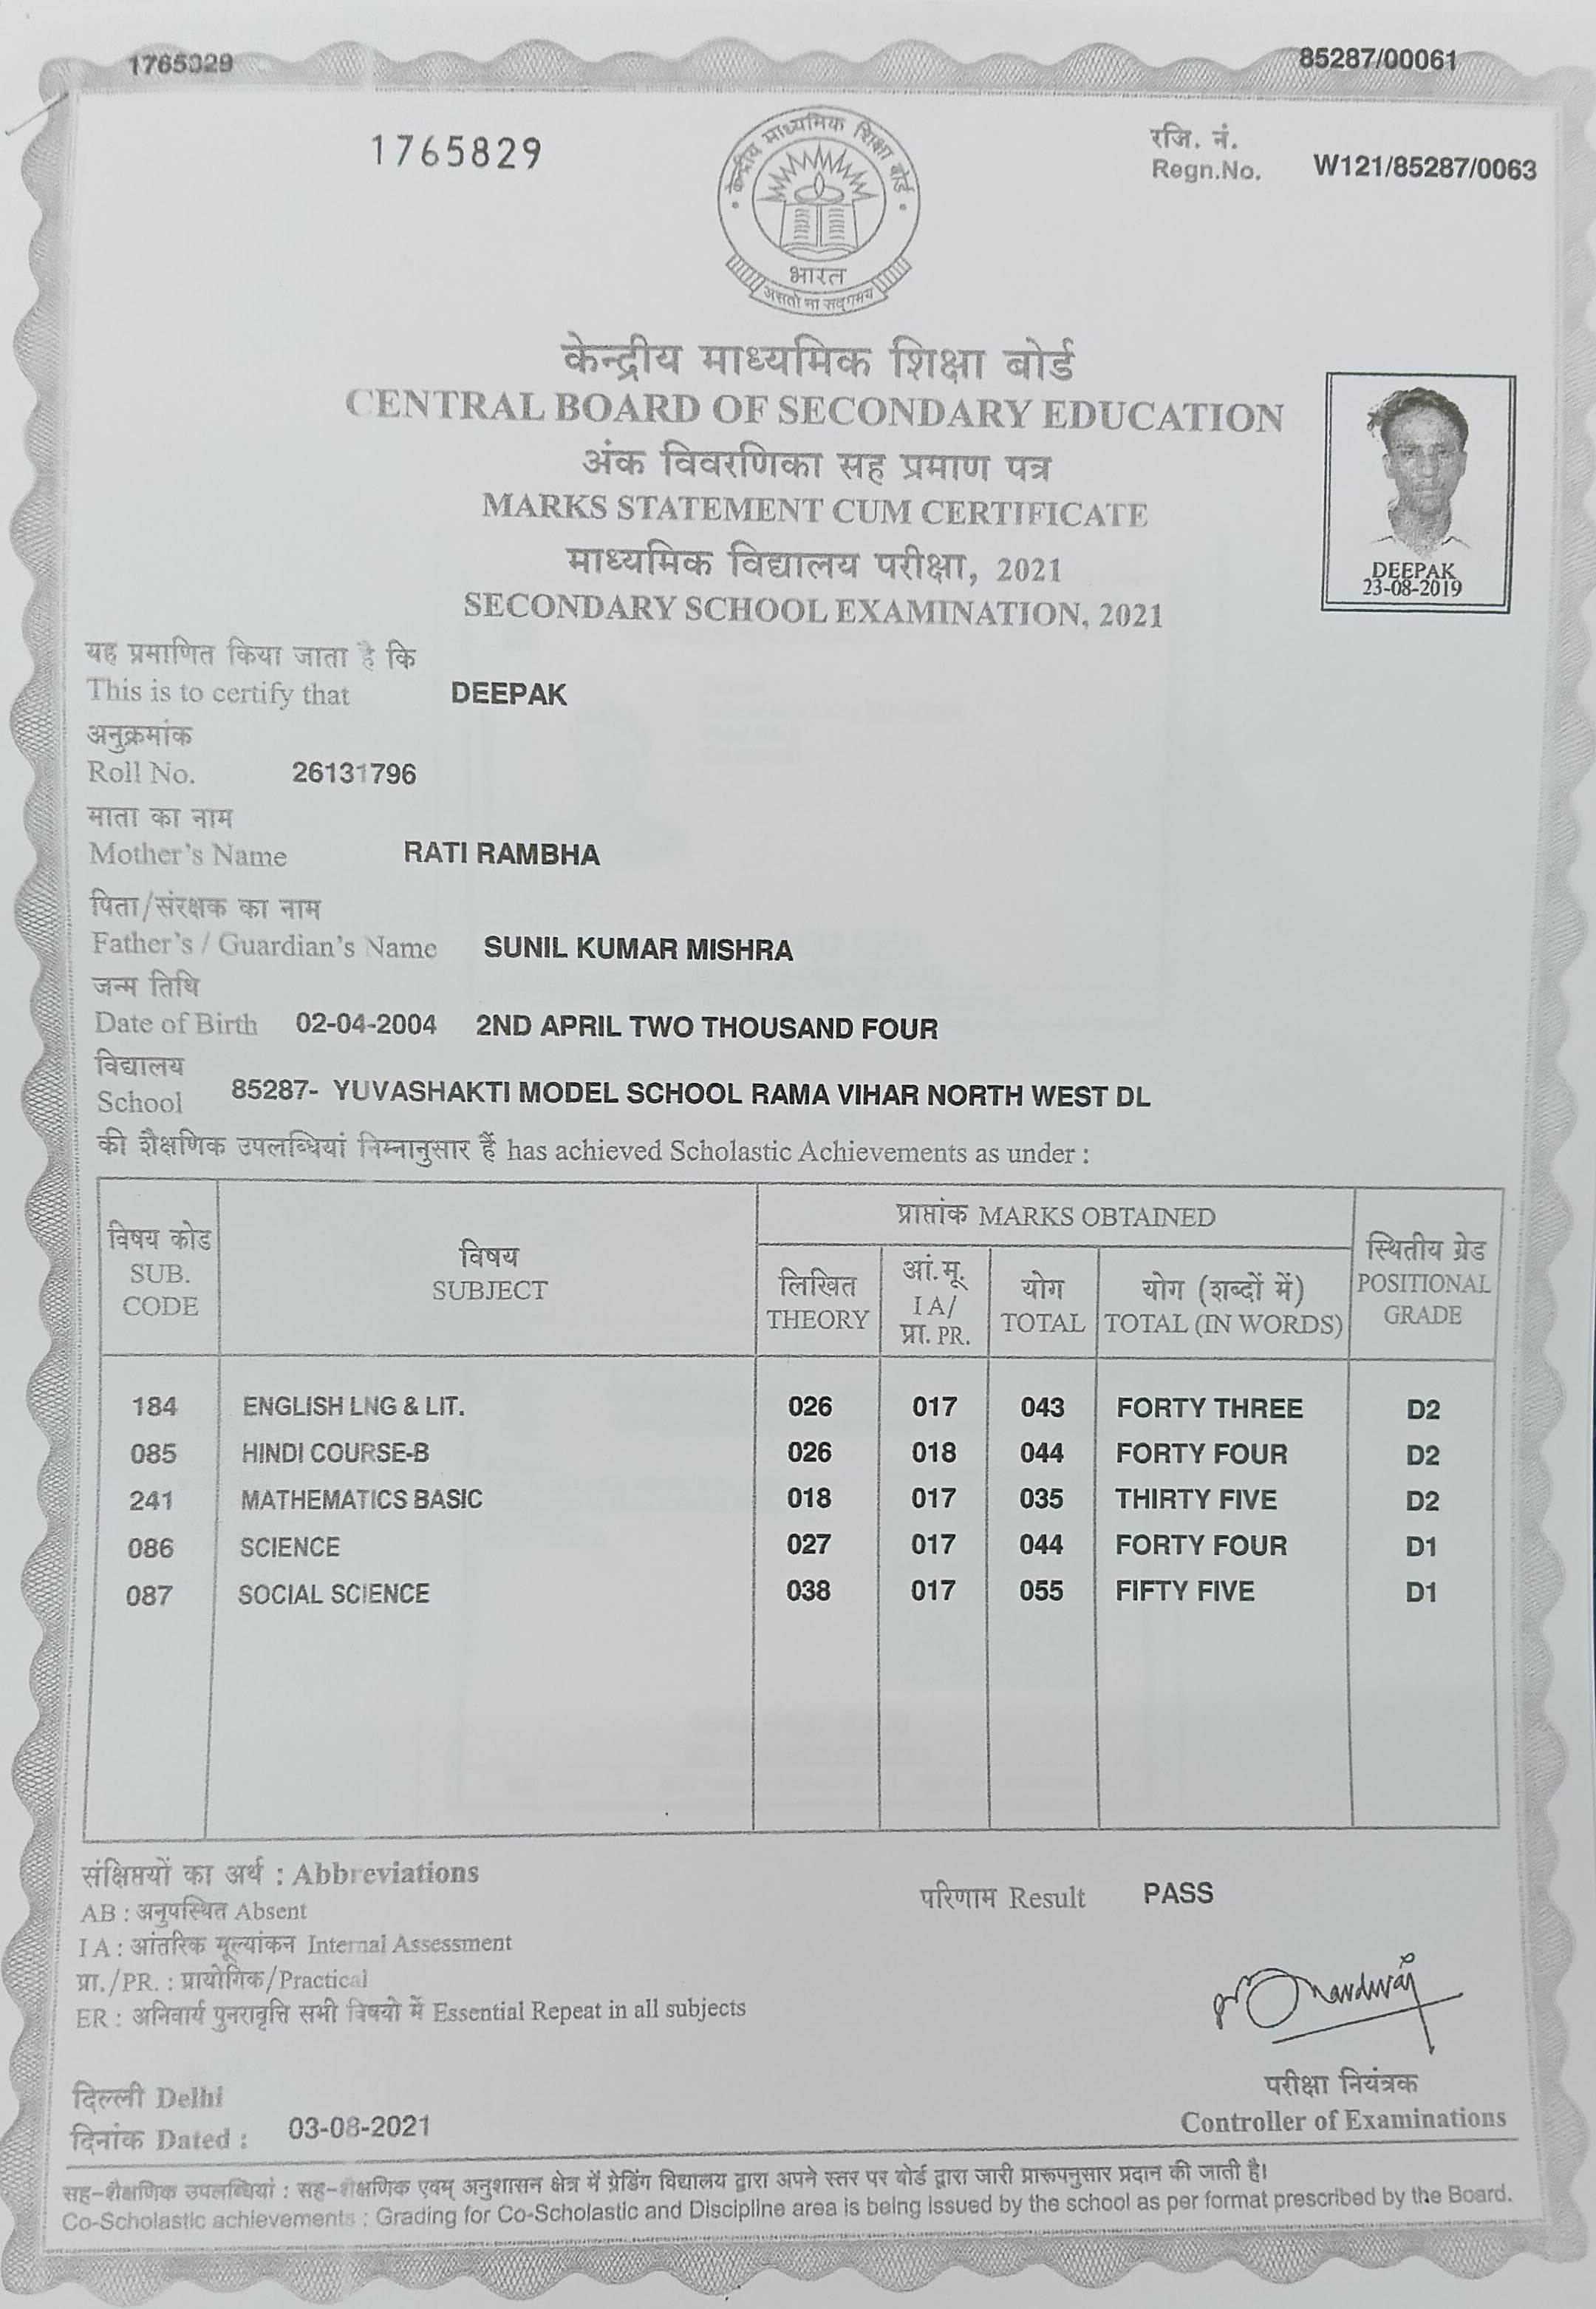 1765829
85287/00061
1765829
रजि. नं.
Regn.No. W121/85287/0063
केन्द्रीय माध्यमिक शिक्षा बोर्ड
भारत
असतो मा सद्गमय
केन्द्रीय माध्यमिक शिक्षा बोर्ड
CENTRAL BOARD OF SECONDARY EDUCATION
अंक विवरणिका सह प्रमाण पत्र
MARKS STATEMENT CUM CERTIFICATE
माध्यमिक विद्यालय परीक्षा, 2021
SECONDARY SCHOOL EXAMINATION, 2021
DEEPAK
23-08-2019
यह प्रमाणित किया जाता है कि
This is to certify that DEEPAK
अनुक्रमांक
Roll No. 26131796
माता का नाम
Mother's Name RATI RAMBHA
पिता/संरक्षक का नाम
Father's / Guardian's Name SUNIL KUMAR MISHRA
जन्म तिथि
Date of Birth 02-04-2004 2ND APRIL TWO THOUSAND FOUR
विद्यालय
School 85287- YUVASHAKTI MODEL SCHOOL RAMA VIHAR NORTH WEST DL
की शैक्षणिक उपलब्धियां निम्नानुसार हैं has achieved Scholastic Achievements as under :
विषय कोड
SUB.
CODE
विषय
SUBJECT
प्राप्तांक MARKS OBTAINED
लिखित
THEORY
आं.मू.
I A/
प्रा. PR.
योग
TOTAL
योग (शब्दों में)
TOTAL (IN WORDS)
स्थितीय ग्रेड
POSITIONAL
GRADE
184 ENGLISH LNG & LIT. 026 017 043 FORTY THREE D2
085 HINDI COURSE-B 026 018 044 FORTY FOUR D2
241 MATHEMATICS BASIC 018 017 035 THIRTY FIVE D2
086 SCIENCE 027 017 044 FORTY FOUR D1
087 SOCIAL SCIENCE 038 017 055 FIFTY FIVE D1
संक्षिप्तियों का अर्थ : Abbreviations
AB : अनुपस्थित Absent
I A : आंतरिक मूल्यांकन Internal Assessment
प्रा./PR. : प्रायोगिक/Practical
ER : अनिवार्य पुनरावृत्ति सभी विषयो में Essential Repeat in all subjects
परिणाम Result PASS
दिल्ली Delhi
दिनांक Dated : 03-08-2021
परीक्षा नियंत्रक
Controller of Examinations
सह-शैक्षणिक उपलब्धियां : सह-शैक्षणिक एवम् अनुशासन क्षेत्र में ग्रेडिंग विद्यालय द्वारा अपने स्तर पर बोर्ड द्वारा जारी प्रारूपनुसार प्रदान की जाती है।
Co-Scholastic achievements : Grading for Co-Scholastic and Discipline area is being issued by the school as per format prescribed by the Board.